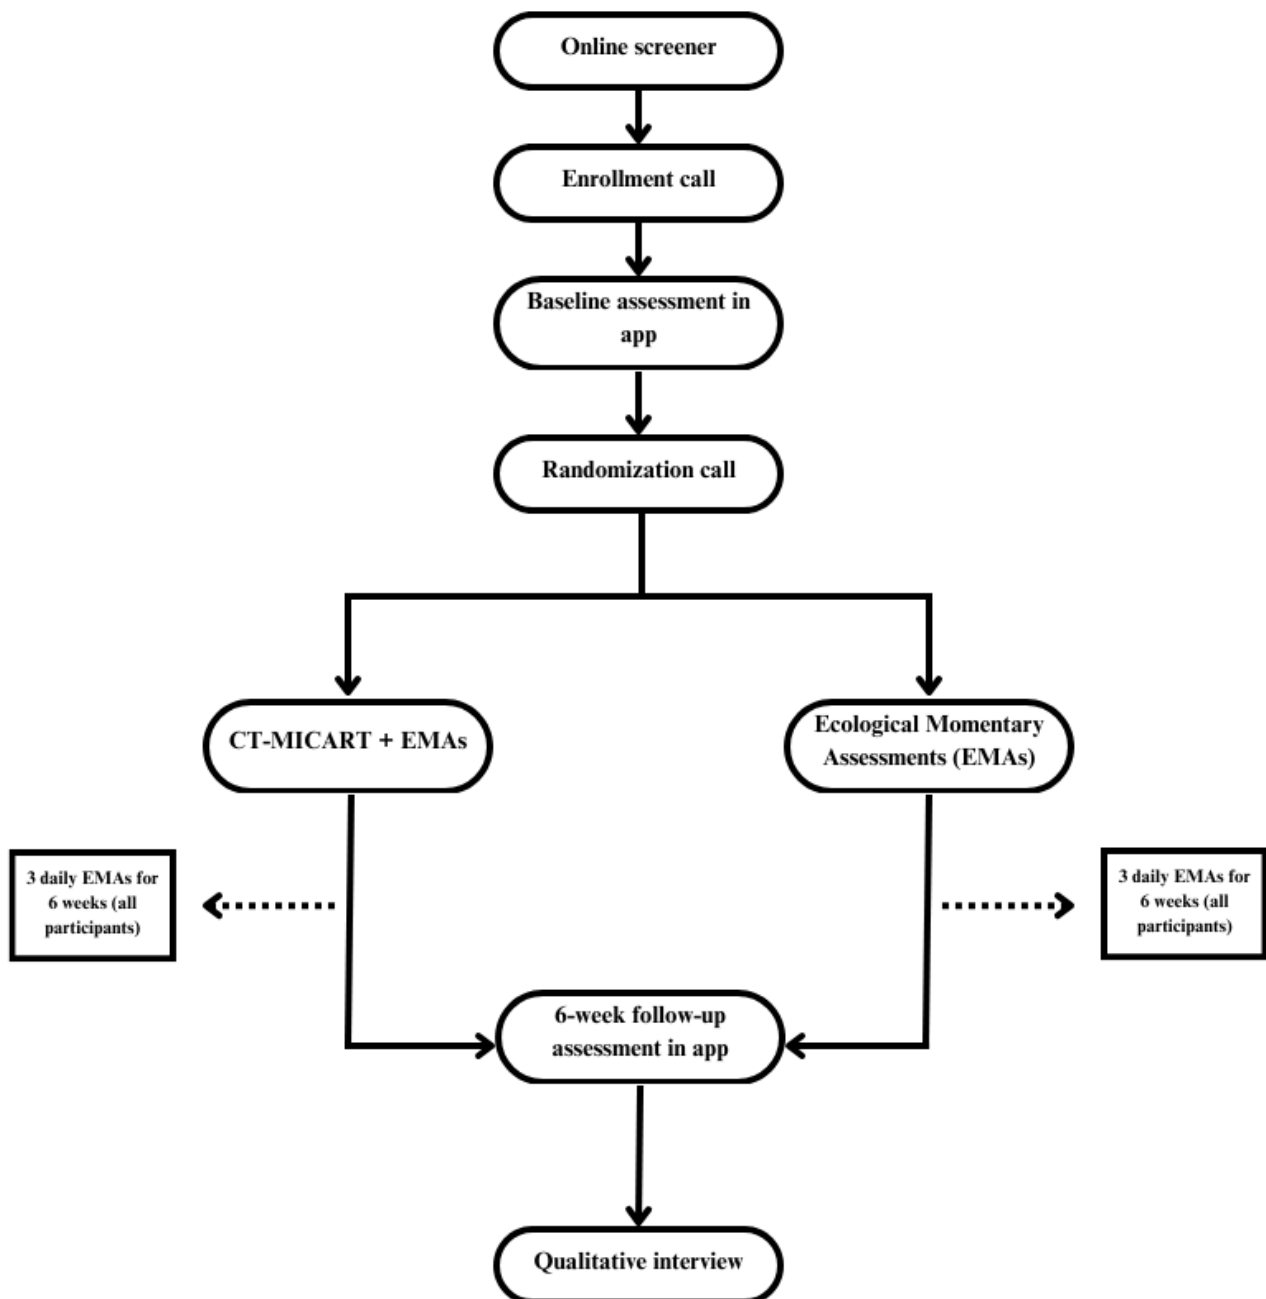 Online screener
Enrollment call
Baseline assessment in
app
Randomization call
CT-MICART + EMAs
Ecological Momentary
Assessments (EMAs)
3 daily EMAs for
6 weeks (all
participants)
3 daily EMAs for
6 weeks (all
participants)
6-week follow-up
assessment in app
Qualitative interview